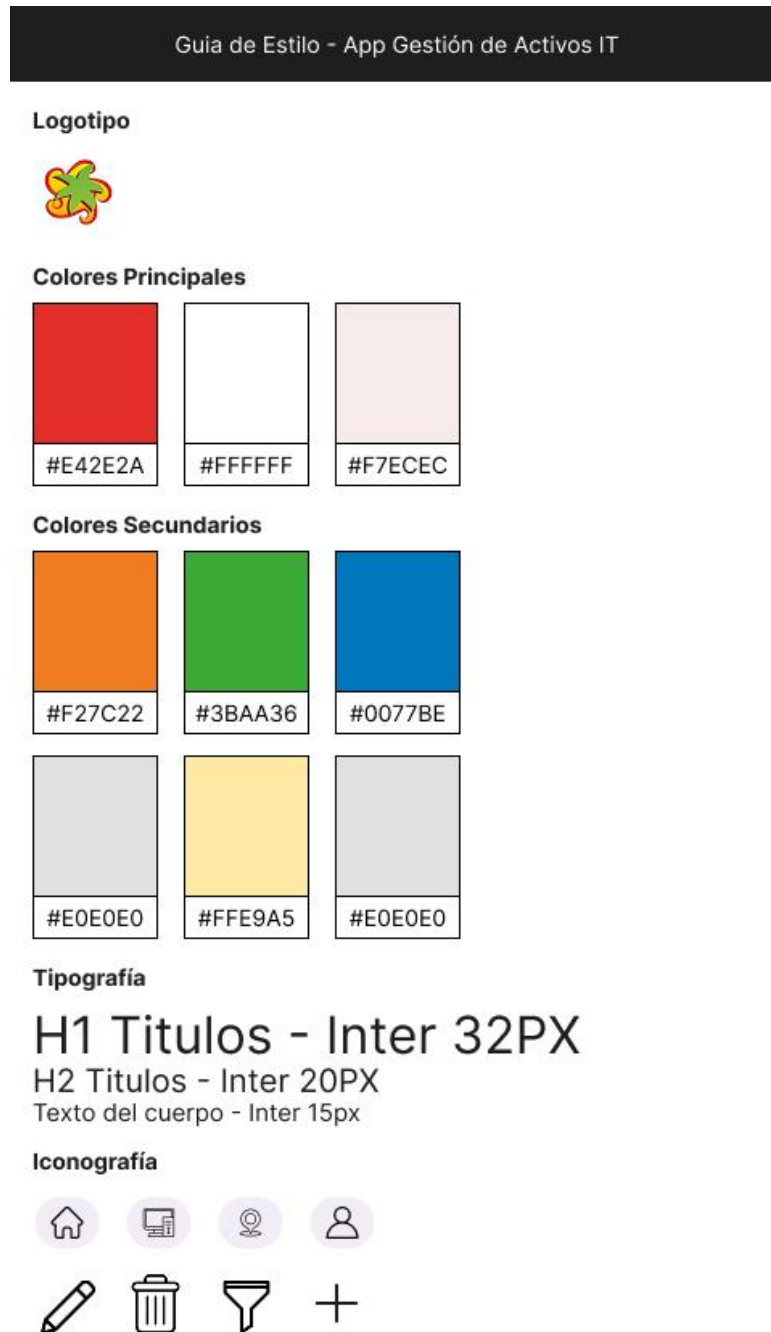 Guia de Estilo - App Gestión de Activos IT
Logotipo
Colores Principales
#E42E2A #FFFFFF #F7ECEC
Colores Secundarios
#F27C22 #3BAA36 #0077BE
#E0E0E0 #FFE9A5 #E0E0E0
Tipografía
H1 Titulos - Inter 32PX
H2 Titulos - Inter 20PX
Texto del cuerpo - Inter 15px
Iconografía